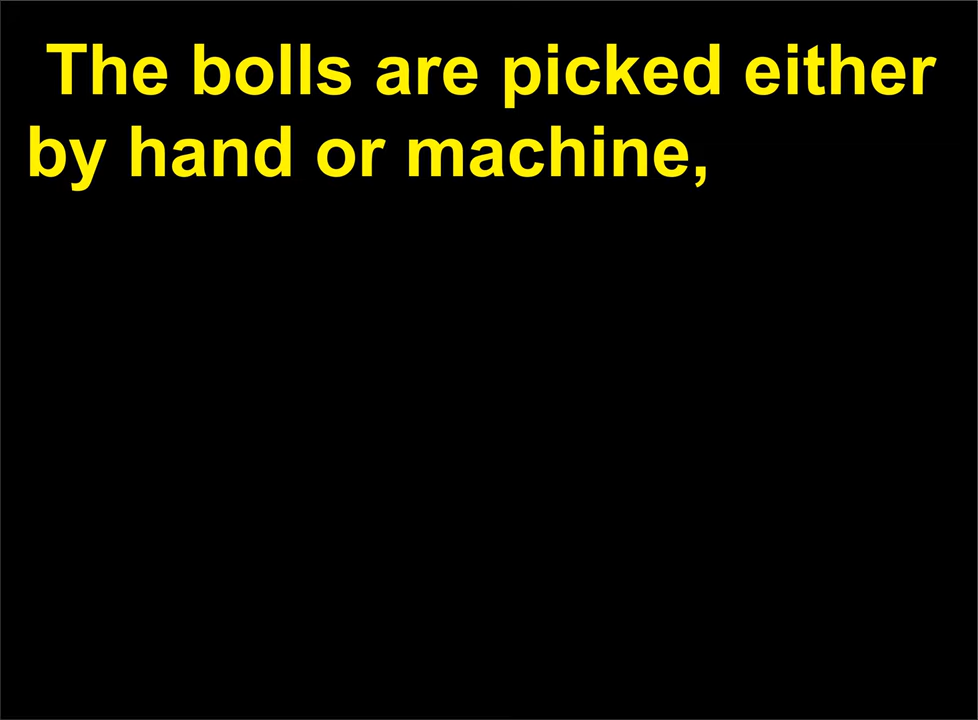 The bolls are picked either
by hand or machine,